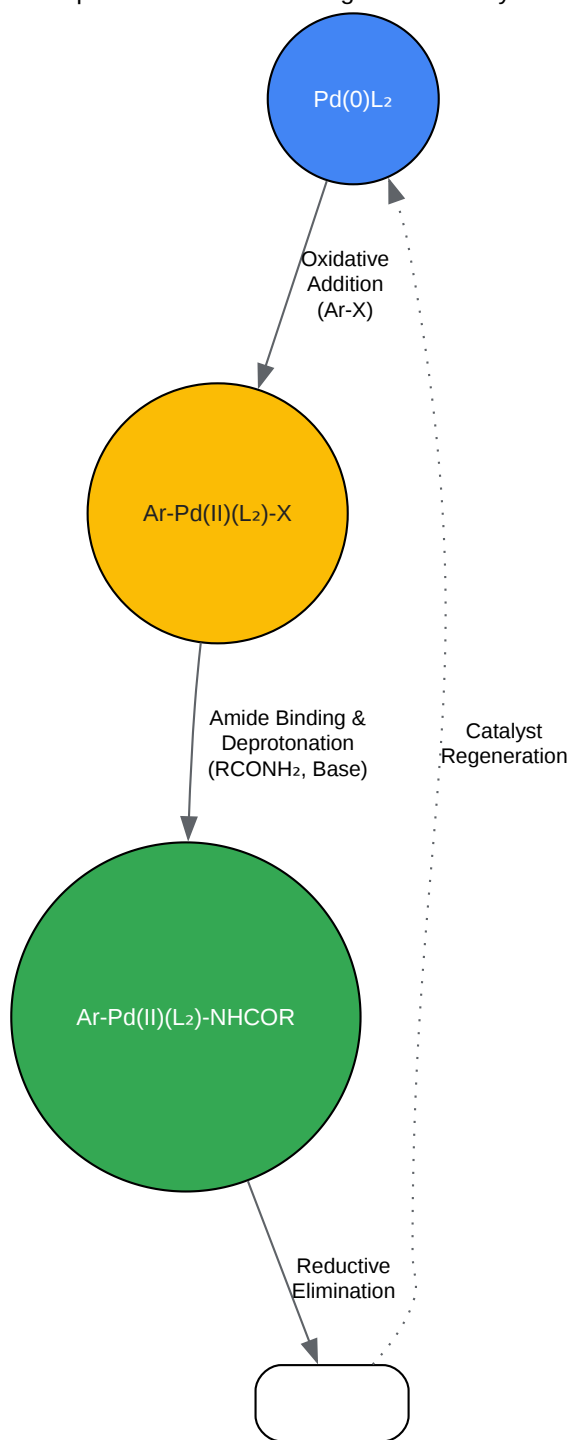 Pd(0)L₂
Oxidative
Addition
(Ar-X)
Ar-Pd(II)(L₂)-X
Amide Binding &
Deprotonation
(RCONH₂, Base)
Catalyst
Regeneration
Ar-Pd(II)(L₂)-NHCOR
Reductive
Elimination